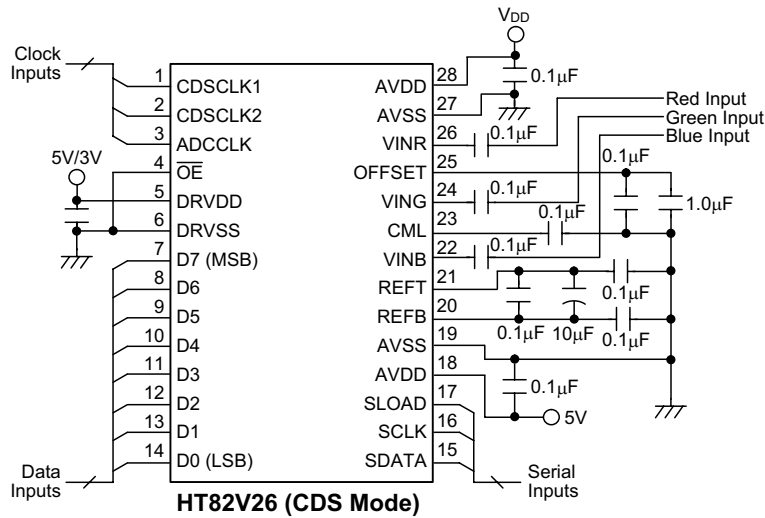 VDD
Clock
Inputs
0.1μF
1 CDSCLK1 AVDD 28
2 CDSCLK2 AVSS 27
3 ADCCLK VINR 26 0.1μF Red Input
Green Input
Blue Input
5V/3V
4 OE OFFSET 25 0.1μF
5 DRVDD VING 24 0.1μF 1.0μF
6 DRVSS CML 23 0.1μF
7 D7 (MSB) VINB 22 0.1μF
8 D6 REFT 21 0.1μF
9 D5 REFB 20 0.1μF 10μF 0.1μF
10 D4 AVSS 19
11 D3 AVDD 18 0.1μF
12 D2 SLOAD 17 5V
13 D1 SCLK 16
14 D0 (LSB) SDATA 15
Data
Inputs
Serial
Inputs
HT82V26 (CDS Mode)